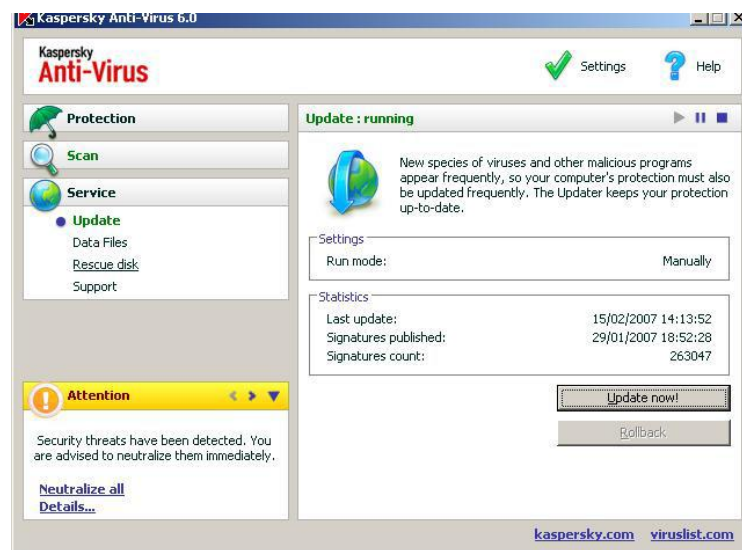 Kaspersky Anti-Virus 6.0
Kaspersky
Anti-Virus
Settings
Help
Protection
Scan
Service
Update
Data Files
Rescue disk
Support
Attention
Security threats have been detected. You
are advised to neutralize them immediately.
Neutralize all
Details...
Update : running
New species of viruses and other malicious programs
appear frequently, so your computer's protection must also
be updated frequently. The Updater keeps your protection
up-to-date.
Settings
Run mode: Manually
Statistics
Last update: 15/02/2007 14:13:52
Signatures published: 29/01/2007 18:52:28
Signatures count: 263047
Update now!
Rollback
kaspersky.com viruslist.com